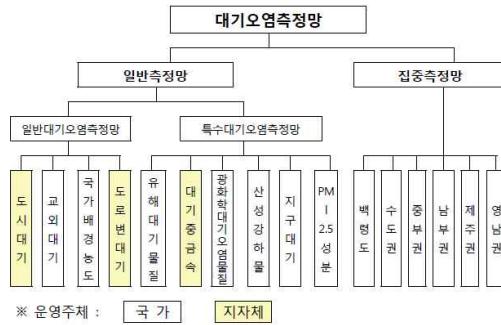 대기오염측정망
일반측정망
집중측정망
일반대기오염측정망
특수대기오염측정망
도시대기
교외대기
국가배경농도
도로변대기
유해대기물질
대기중금속
광화학대기오염물질
산성강하물
지구대기
PM2.5성분
백령도
수도권
중부권
남부권
제주권
영남권
※ 운영주체 : 국 가 지자체